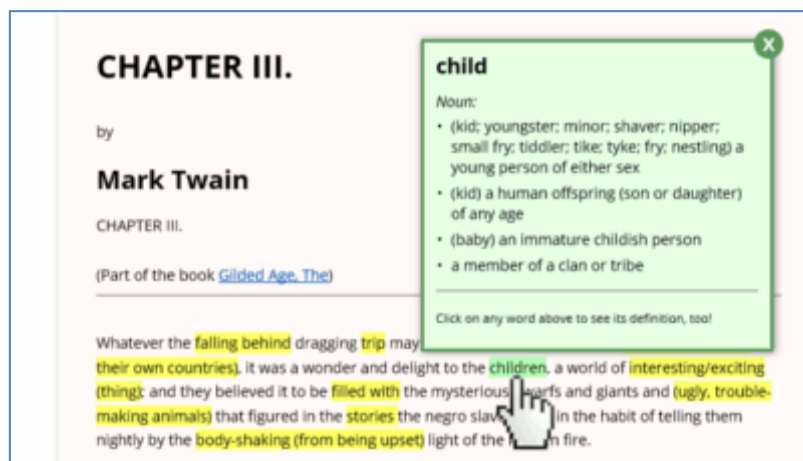 CHAPTER III.
by
Mark Twain
CHAPTER III.
(Part of the book Gilded Age, The)
X
child
Noun:
• (kid; youngster; minor; shaver; nipper;
small fry; tiddler; tike; tyke; fry; nestling) a
young person of either sex
• (kid) a human offspring (son or daughter)
of any age
• (baby) an immature childish person
• a member of a clan or tribe
Click on any word above to see its definition, too!
Whatever the falling behind dragging trip may
their own countries), it was a wonder and delight to the children, a world of interesting/exciting
(thing); and they believed it to be filled with the mysterious and giants and (ugly, trouble-
making animals) that figured in the stories the negro in the habit of telling them
nightly by the body-shaking (from being upset) light of the fire.